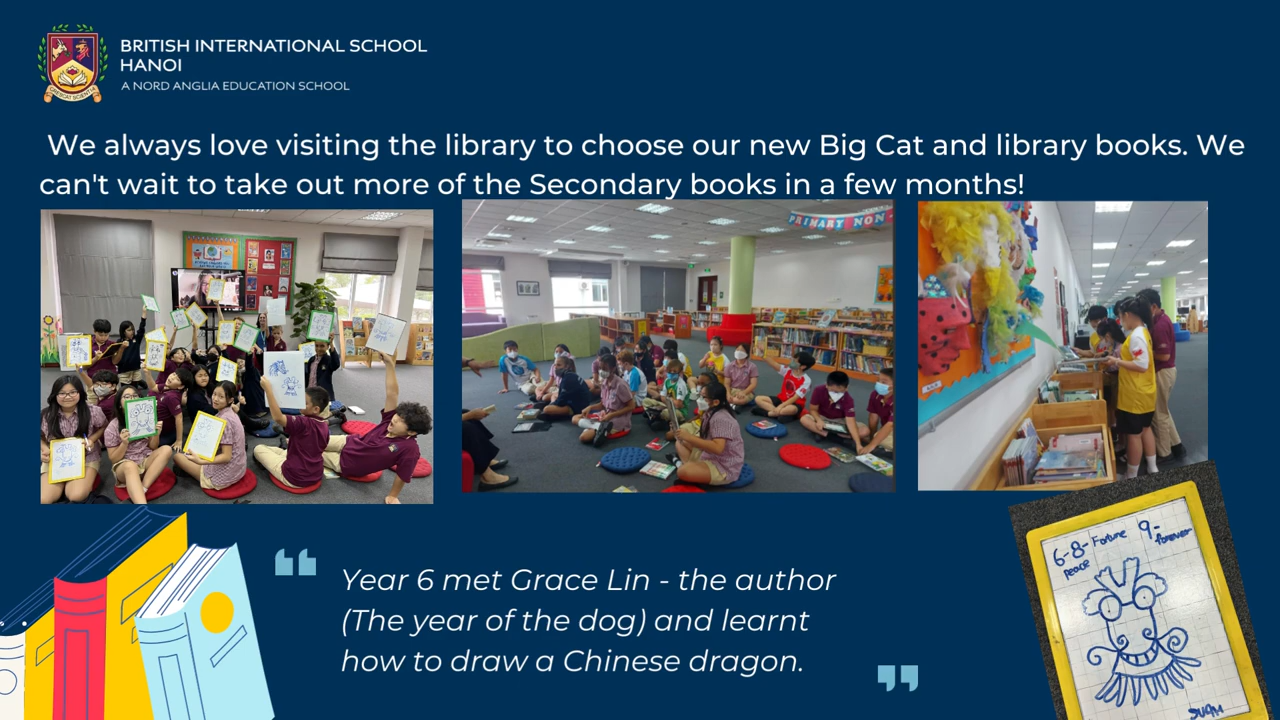 BRITISH INTERNATIONAL SCHOOL
HANOI
A NORD ANGLIA EDUCATION SCHOOL
We always love visiting the library to choose our new Big Cat and library books. We
can't wait to take out more of the Secondary books in a few months!
PRIMARY NON
Year 6 met Grace Lin - the author
(The year of the dog) and learnt
how to draw a Chinese dragon.
6-8- Fortune 9-
peace forever